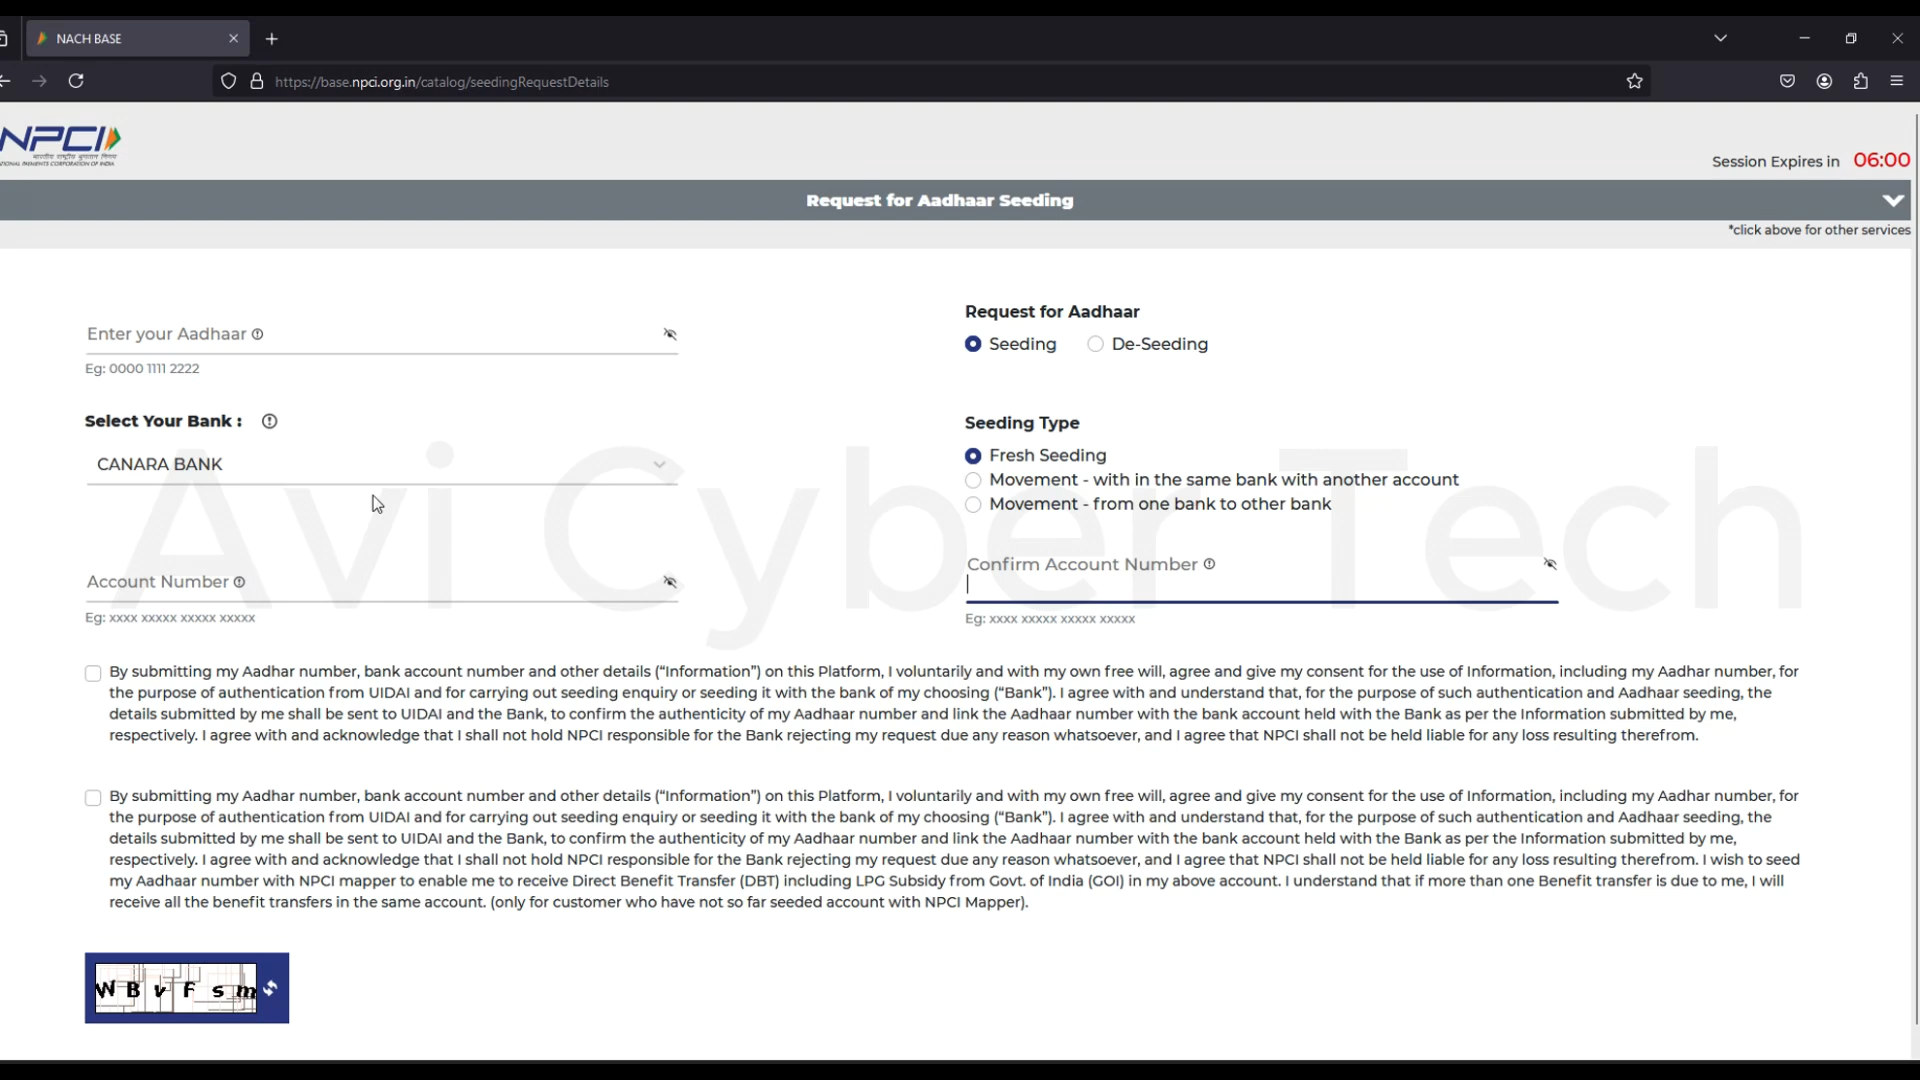 NACH BASE
https://base.npci.org.in/catalog/seedingRequestDetails
NPCI
भारतीय राष्ट्रीय भुगतान निगम
NATIONAL PAYMENTS CORPORATION OF INDIA
Session Expires in 06:00
Request for Aadhaar Seeding
*click above for other services
Enter your Aadhaar
Eg: 0000 1111 2222
Request for Aadhaar
Seeding De-Seeding
Select Your Bank :
CANARA BANK
Seeding Type
Fresh Seeding
Movement - with in the same bank with another account
Movement - from one bank to other bank
Avi Cyber Tech
Account Number
Eg: xxxx xxxxx xxxxx xxxxx
Confirm Account Number
Eg: xxxx xxxxx xxxxx xxxxx
By submitting my Aadhar number, bank account number and other details (“Information”) on this Platform, I voluntarily and with my own free will, agree and give my consent for the use of Information, including my Aadhar number, for
the purpose of authentication from UIDAI and for carrying out seeding enquiry or seeding it with the bank of my choosing (“Bank”). I agree with and understand that, for the purpose of such authentication and Aadhaar seeding, the
details submitted by me shall be sent to UIDAI and the Bank, to confirm the authenticity of my Aadhaar number and link the Aadhaar number with the bank account held with the Bank as per the Information submitted by me,
respectively. I agree with and acknowledge that I shall not hold NPCI responsible for the Bank rejecting my request due any reason whatsoever, and I agree that NPCI shall not be held liable for any loss resulting therefrom.
By submitting my Aadhar number, bank account number and other details (“Information”) on this Platform, I voluntarily and with my own free will, agree and give my consent for the use of Information, including my Aadhar number, for
the purpose of authentication from UIDAI and for carrying out seeding enquiry or seeding it with the bank of my choosing (“Bank”). I agree with and understand that, for the purpose of such authentication and Aadhaar seeding, the
details submitted by me shall be sent to UIDAI and the Bank, to confirm the authenticity of my Aadhaar number and link the Aadhaar number with the bank account held with the Bank as per the Information submitted by me,
respectively. I agree with and acknowledge that I shall not hold NPCI responsible for the Bank rejecting my request due any reason whatsoever, and I agree that NPCI shall not be held liable for any loss resulting therefrom. I wish to seed
my Aadhaar number with NPCI mapper to enable me to receive Direct Benefit Transfer (DBT) including LPG Subsidy from Govt. of India (GOI) in my above account. I understand that if more than one Benefit transfer is due to me, I will
receive all the benefit transfers in the same account. (only for customer who have not so far seeded account with NPCI Mapper).
W B v F s m